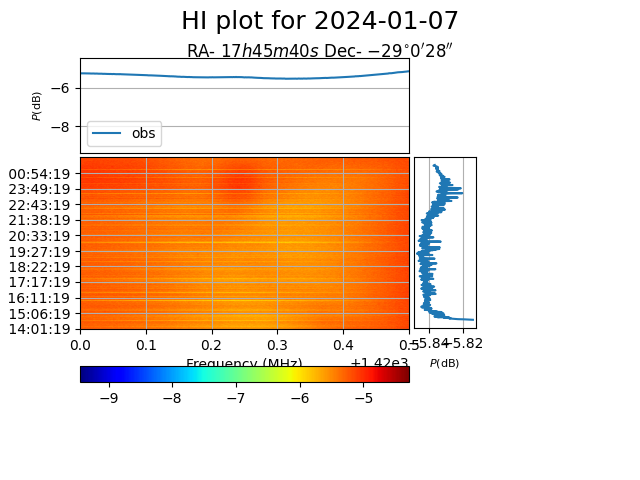 HI plot for 2024-01-07
RA- 17h45m40s Dec- −29°0′28″
P(dB)
−6
−8
obs
00:54:19
23:49:19
22:43:19
21:38:19
20:33:19
19:27:19
18:22:19
17:17:19
16:11:19
15:06:19
14:01:19
0.0 0.1 0.2 0.3 0.4 0.5
Frequency (MHz) +1.42e3
−5.84 −5.82
P(dB)
−9 −8 −7 −6 −5